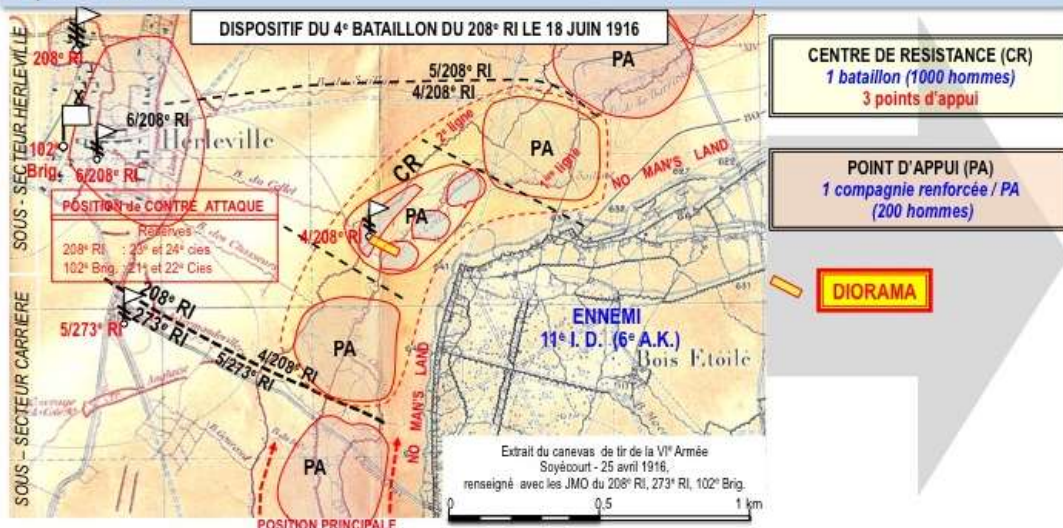 DISPOSITIF DU 4e BATAILLON DU 208e RI LE 18 JUIN 1916
CENTRE DE RESISTANCE (CR)
1 bataillon (1000 hommes)
3 points d'appui
POINT D'APPUI (PA)
1 compagnie renforcée / PA
(200 hommes)
DIORAMA
SOUS - SECTEUR HERLEVILLE
SOUS – SECTEUR CARRIERE
208e RI
6/208e RI
Herleville
102e
Brig.
6/208e RI
5/208e RI
4/208e RI
PA
PA
2e ligne
1ère ligne
CR
PA
4/208e RI
NO MAN'S LAND
POSITION de CONTRE ATTAQUE
Réserves
208e RI : 23e et 24e cies
102e Brig. : 21e et 22e Cies
B. du Coffet
B. des Chasseurs
208e RI
273e RI
5/273e RI
4/208e RI
5/273e RI
PA
PA
NO MAN'S LAND
ENNEMI
11e I. D. (6e A.K.)
Bois Etoilé
POSITION PRINCIPALE
Extrait du canevas de tir de la VIe Armée
Soyécourt - 25 avril 1916,
renseigné avec les JMO du 208e RI, 273e RI, 102e Brig.
0 0,5 1 km